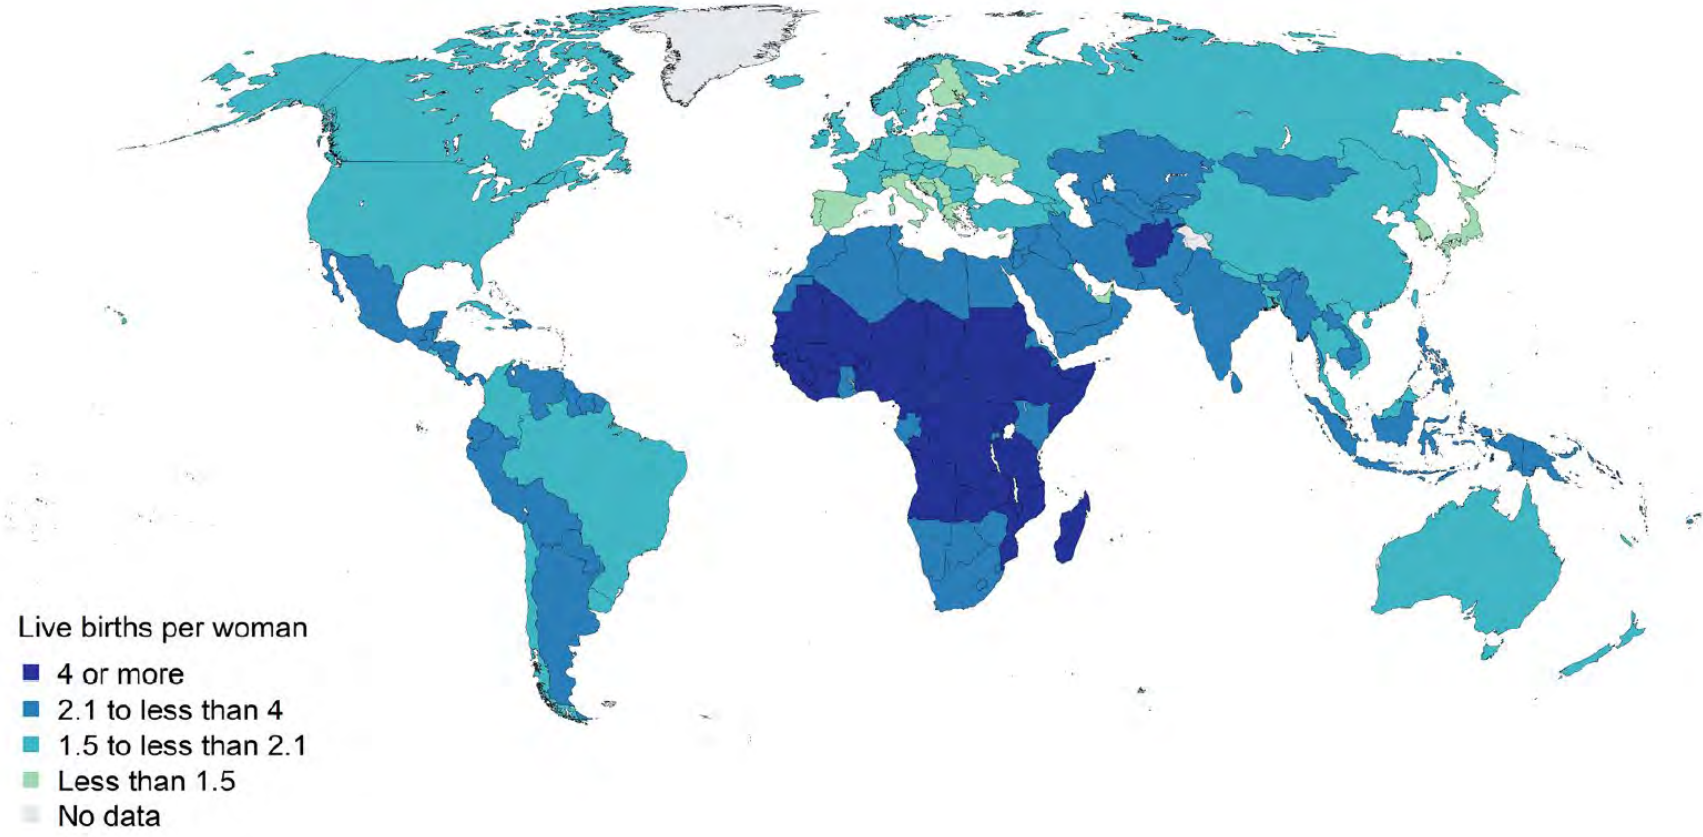 Live births per woman
4 or more
2.1 to less than 4
1.5 to less than 2.1
Less than 1.5
No data